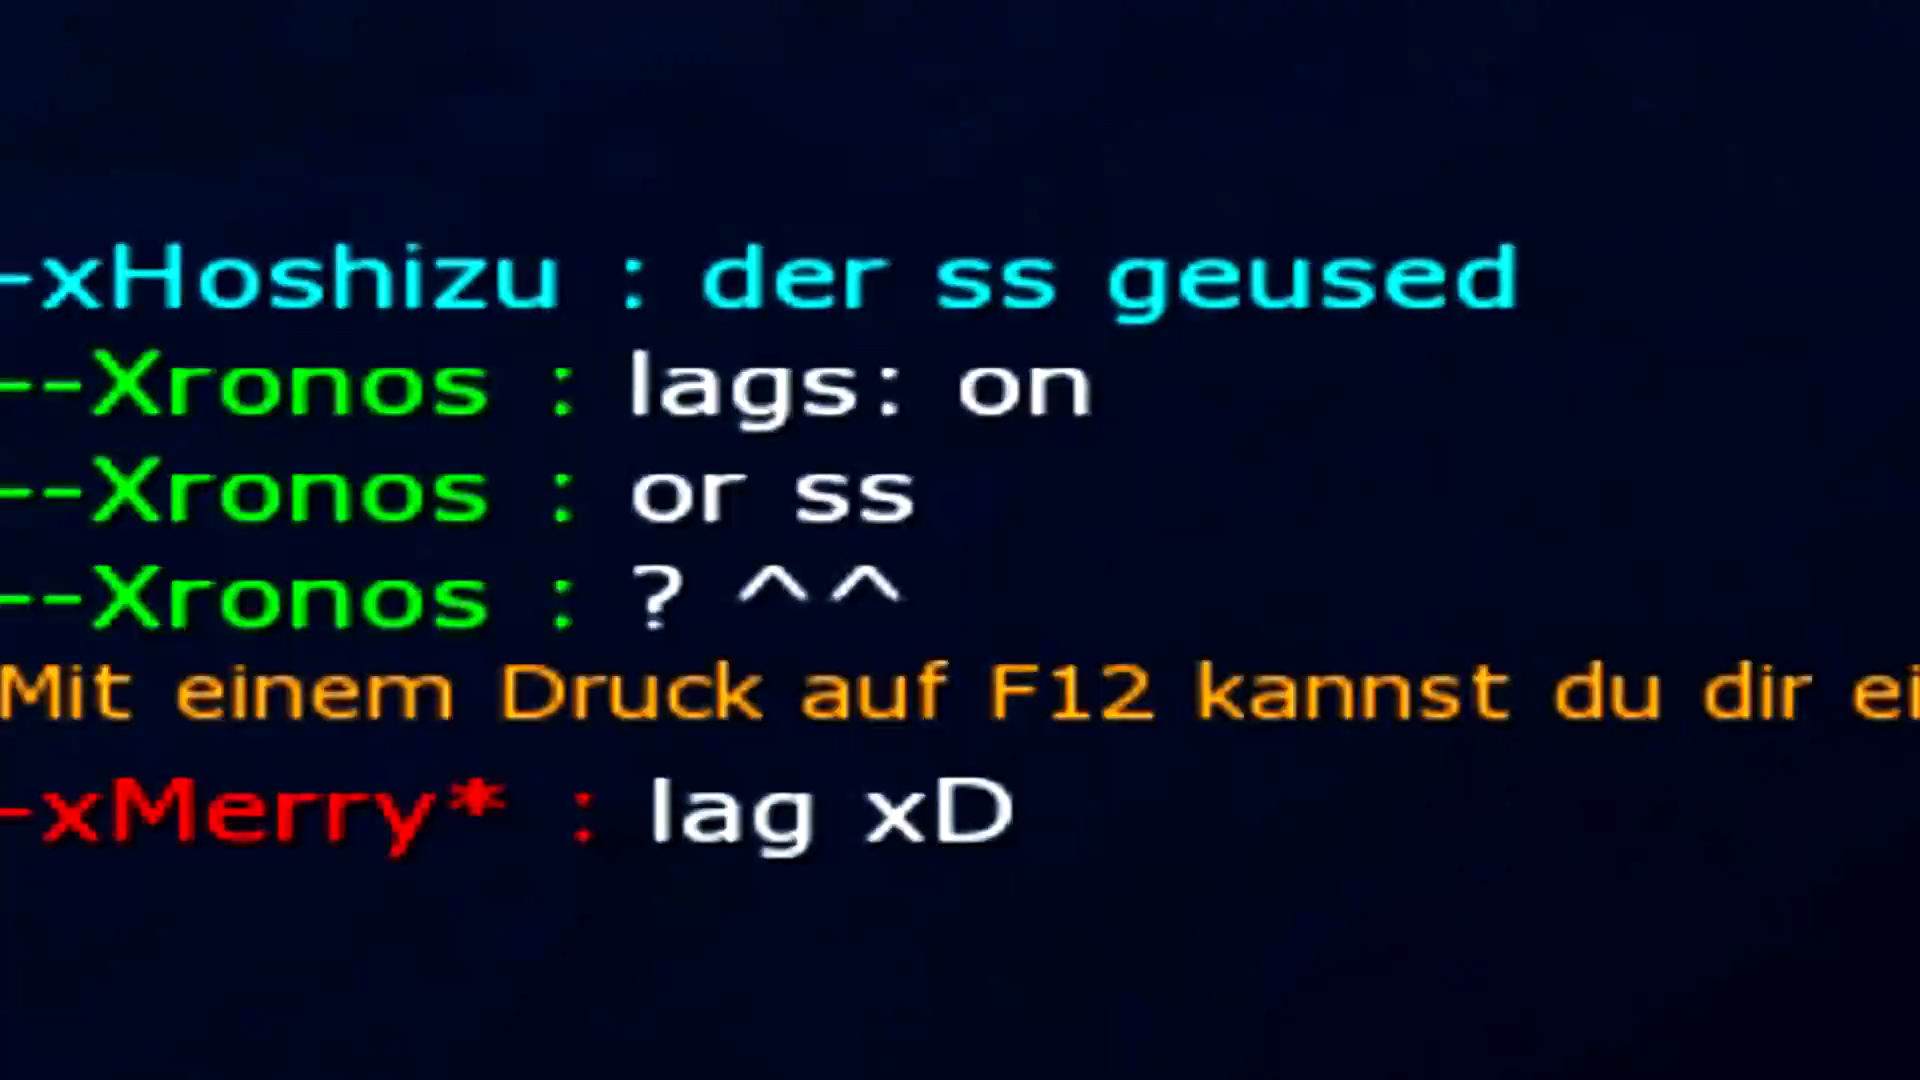 -xHoshizu : der ss geused
--Xronos : lags: on
--Xronos : or ss
--Xronos : ? ^^
Mit einem Druck auf F12 kannst du dir
-xMerry* : lag xD